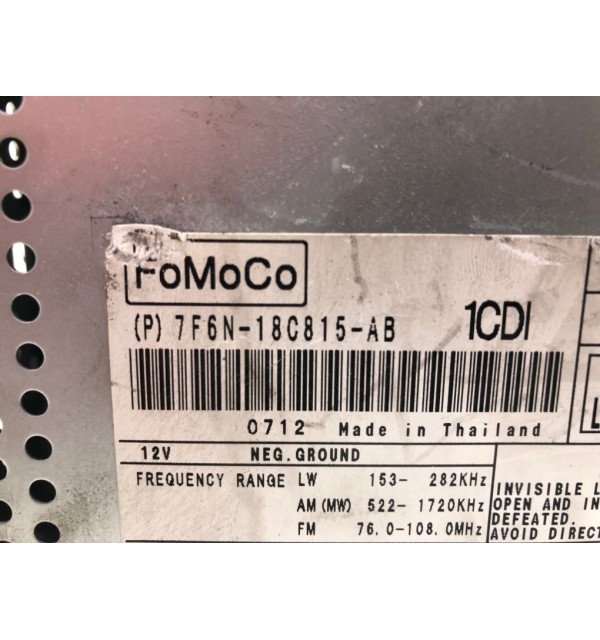 FoMoCo
(P) 7F6N-18C815-AB 1CDI
0712 Made in Thailand
12V NEG. GROUND
FREQUENCY RANGE LW 153- 282KHz
AM (MW) 522- 1720KHz
FM 76.0-108.0MHz
INVISIBLE L
OPEN AND IN
DEFEATED.
AVOID DIRECT
L